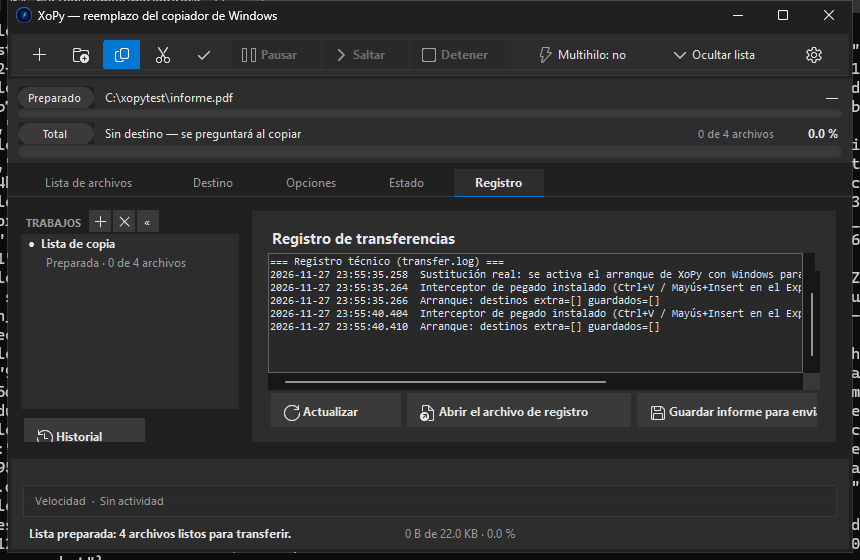 XoPy — reemplazo del copiador de Windows
Pausar Saltar Detener Multihilo: no Ocultar lista
Preparado C:\xopytest\informe.pdf —
Total Sin destino — se preguntará al copiar 0 de 4 archivos 0.0 %
Lista de archivos Destino Opciones Estado Registro
TRABAJOS + × «
Lista de copia
Preparada · 0 de 4 archivos
Historial
Registro de transferencias
=== Registro técnico (transfer.log) ===
2026-11-27 23:55:35.258 Sustitución real: se activa el arranque de XoPy con Windows para
2026-11-27 23:55:35.264 Interceptor de pegado instalado (Ctrl+V / Mayús+Insert en el Exp
2026-11-27 23:55:35.266 Arranque: destinos extra=[] guardados=[]
2026-11-27 23:55:40.404 Interceptor de pegado instalado (Ctrl+V / Mayús+Insert en el Exp
2026-11-27 23:55:40.410 Arranque: destinos extra=[] guardados=[]
Actualizar Abrir el archivo de registro Guardar informe para envia
Velocidad · Sin actividad
Lista preparada: 4 archivos listos para transferir. 0 B de 22.0 KB · 0.0 %